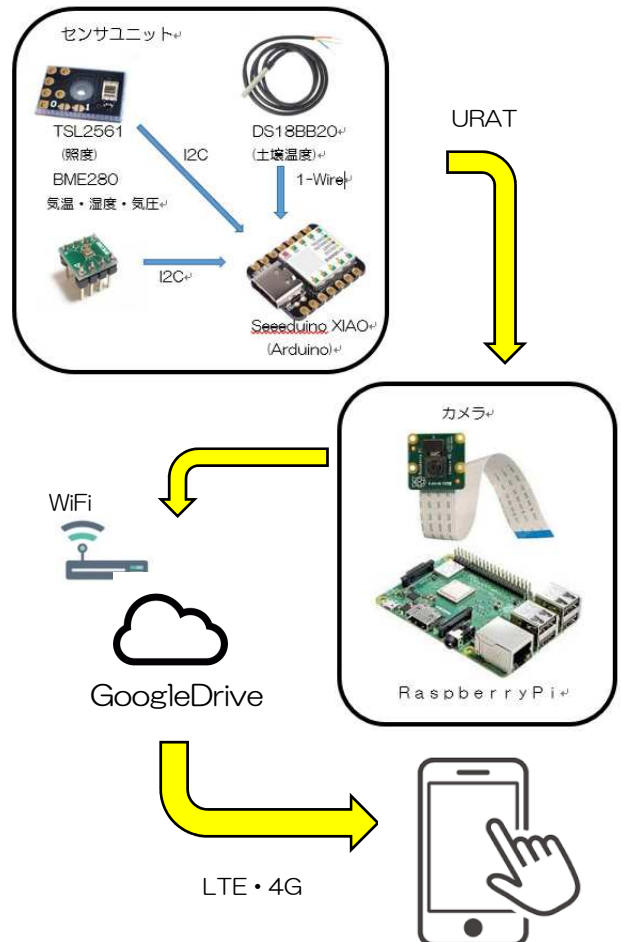 センサユニット
TSL2561
(照度)
I2C
DS18BB20
(土壌温度)
1-Wire
BME280
気温・湿度・気圧
I2C
Seeeduino XIAO
(Arduino)
URAT
カメラ
RaspberryPi
WiFi
GoogleDrive
LTE・4G